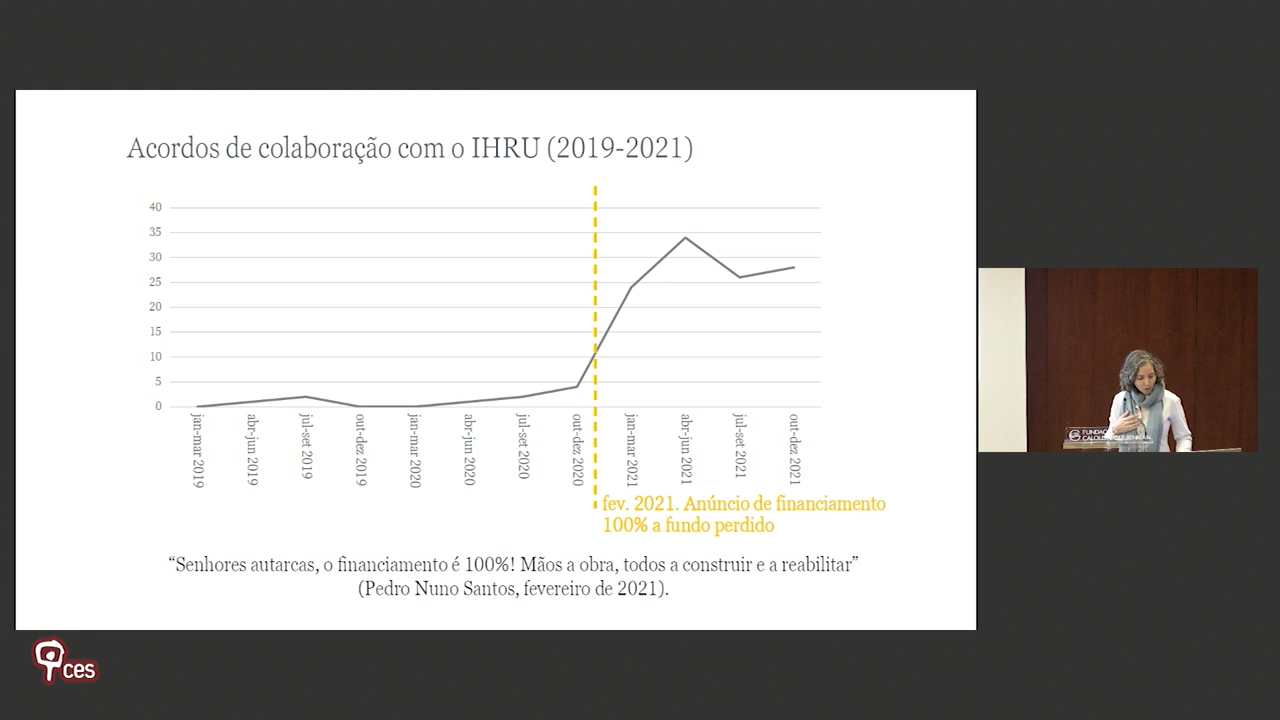 Acordos de colaboração com o IHRU (2019-2021)
40
35
30
25
20
15
10
5
0
jan-mar 2019
abr-jun 2019
jul-set 2019
out-dez 2019
jan-mar 2020
abr-jun 2020
jul-set 2020
out-dez 2020
jan-mar 2021
abr-jun 2021
jul-set 2021
out-dez 2021
fev. 2021. Anúncio de financiamento
100% a fundo perdido
“Senhores autarcas, o financiamento é 100%! Mãos a obra, todos a construir e a reabilitar”
(Pedro Nuno Santos, fevereiro de 2021).
ces